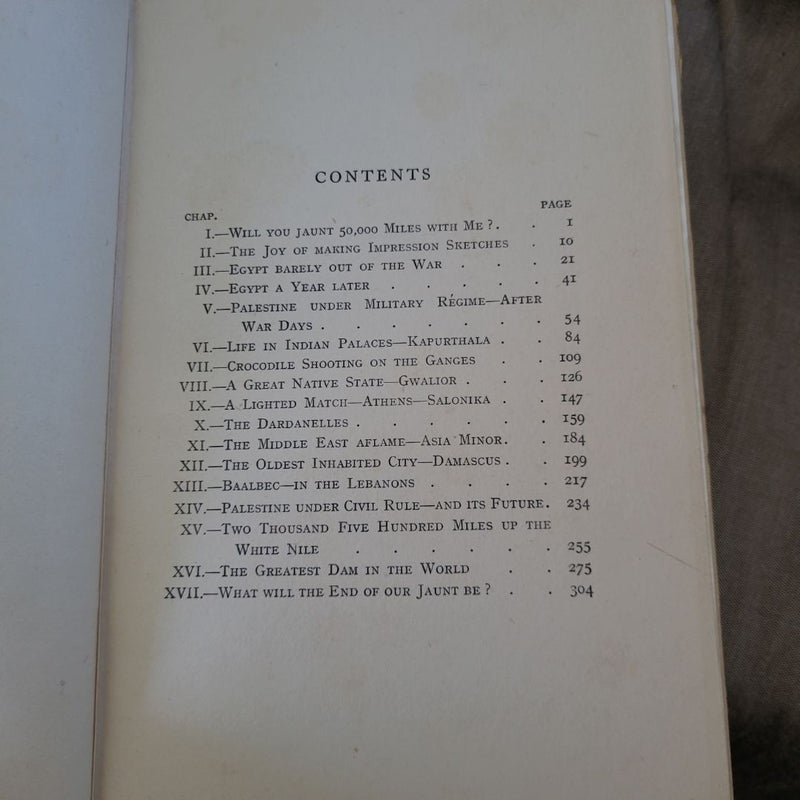 CONTENTS
CHAP. PAGE
I.—WILL YOU JAUNT 50,000 MILES WITH ME ? . . 1
II.—THE JOY OF MAKING IMPRESSION SKETCHES . 10
III.—EGYPT BARELY OUT OF THE WAR . . . 21
IV.—EGYPT A YEAR LATER . . . . . 41
V.—PALESTINE UNDER MILITARY RÉGIME—AFTER
WAR DAYS . . . . . . . 54
VI.—LIFE IN INDIAN PALACES—KAPURTHALA . . 84
VII.—CROCODILE SHOOTING ON THE GANGES . . 109
VIII.—A GREAT NATIVE STATE—GWALIOR . . . 126
IX.—A LIGHTED MATCH—ATHENS—SALONIKA . . 147
X.—THE DARDANELLES . . . . . . 159
XI.—THE MIDDLE EAST AFLAME—ASIA MINOR . . 184
XII.—THE OLDEST INHABITED CITY—DAMASCUS . . 199
XIII.—BAALBEC—IN THE LEBANONS . . . . 217
XIV.—PALESTINE UNDER CIVIL RULE—AND ITS FUTURE . 234
XV.—TWO THOUSAND FIVE HUNDRED MILES UP THE
WHITE NILE . . . . . . 255
XVI.—THE GREATEST DAM IN THE WORLD . . 275
XVII.—WHAT WILL THE END OF OUR JAUNT BE ? . . 304